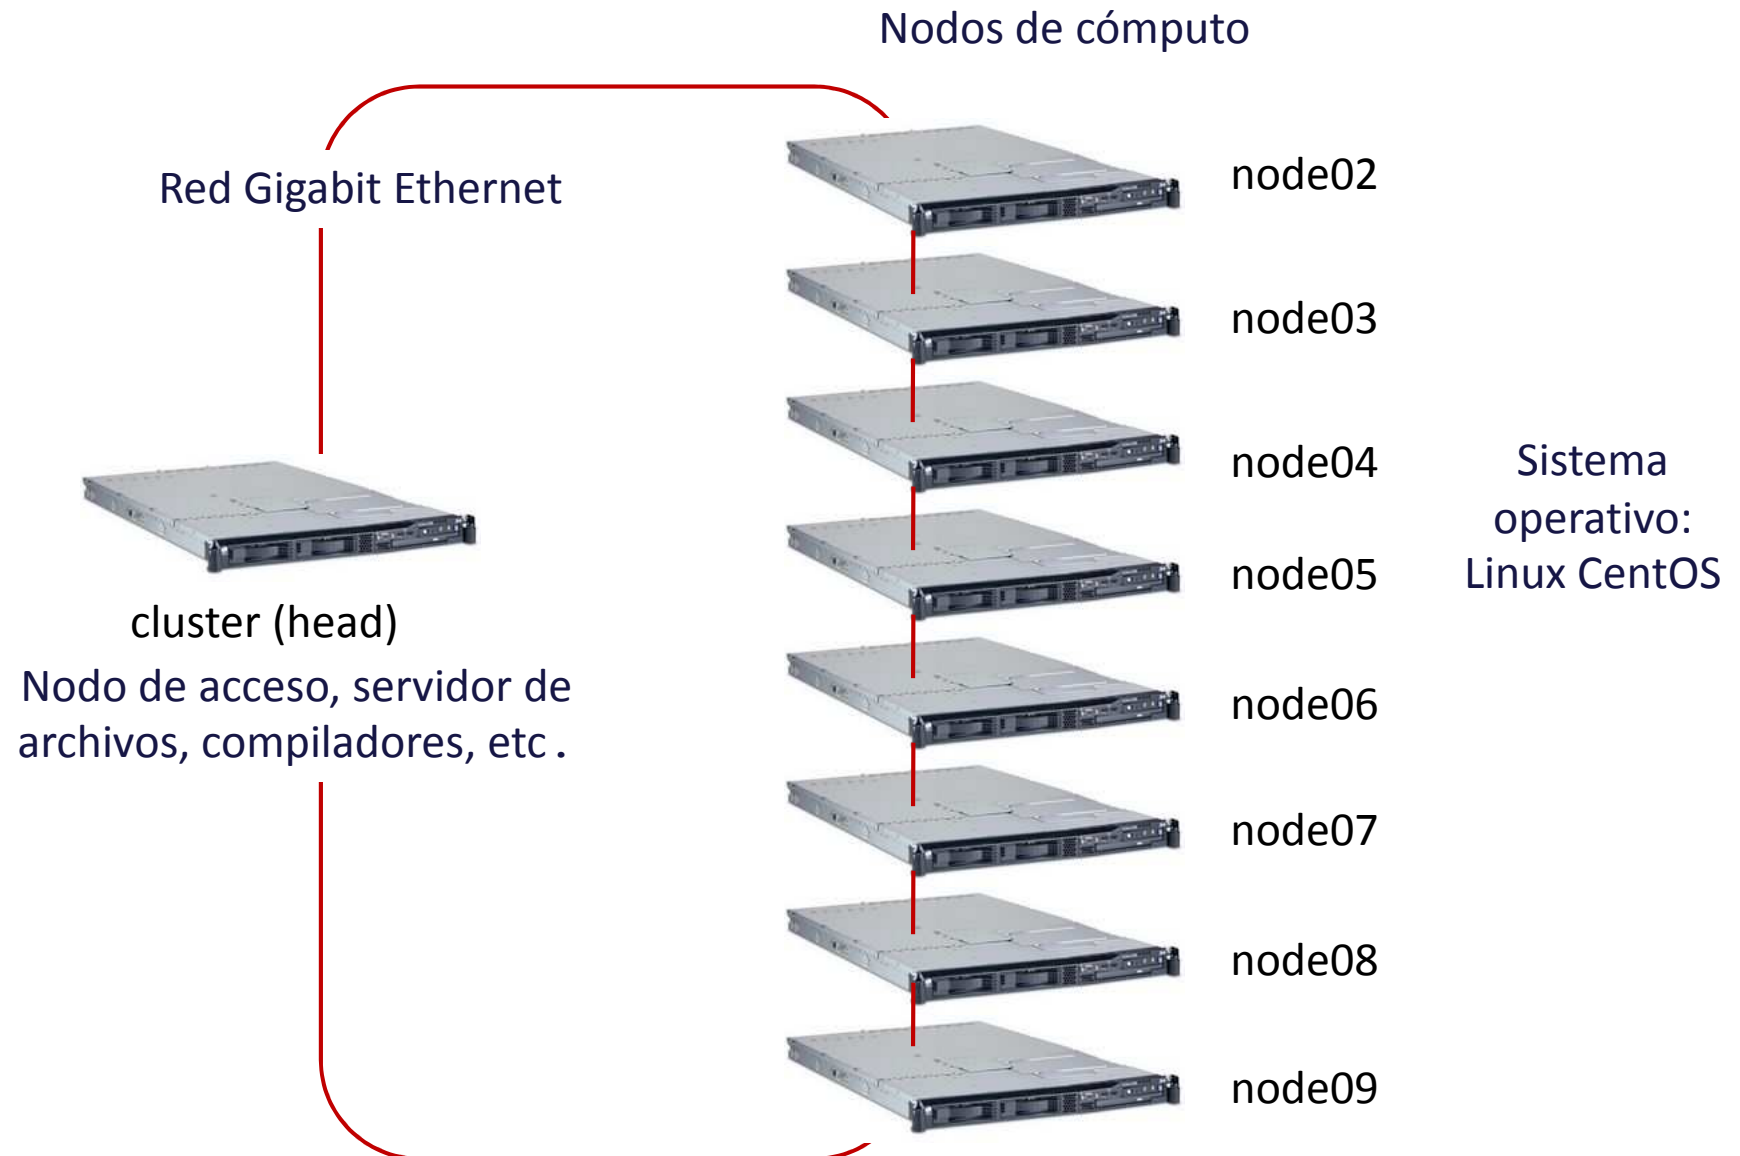 Nodos de cómputo
Red Gigabit Ethernet
node02
node03
node04
node05
node06
node07
node08
node09
Sistema
operativo:
Linux CentOS
cluster (head)
Nodo de acceso, servidor de
archivos, compiladores, etc .